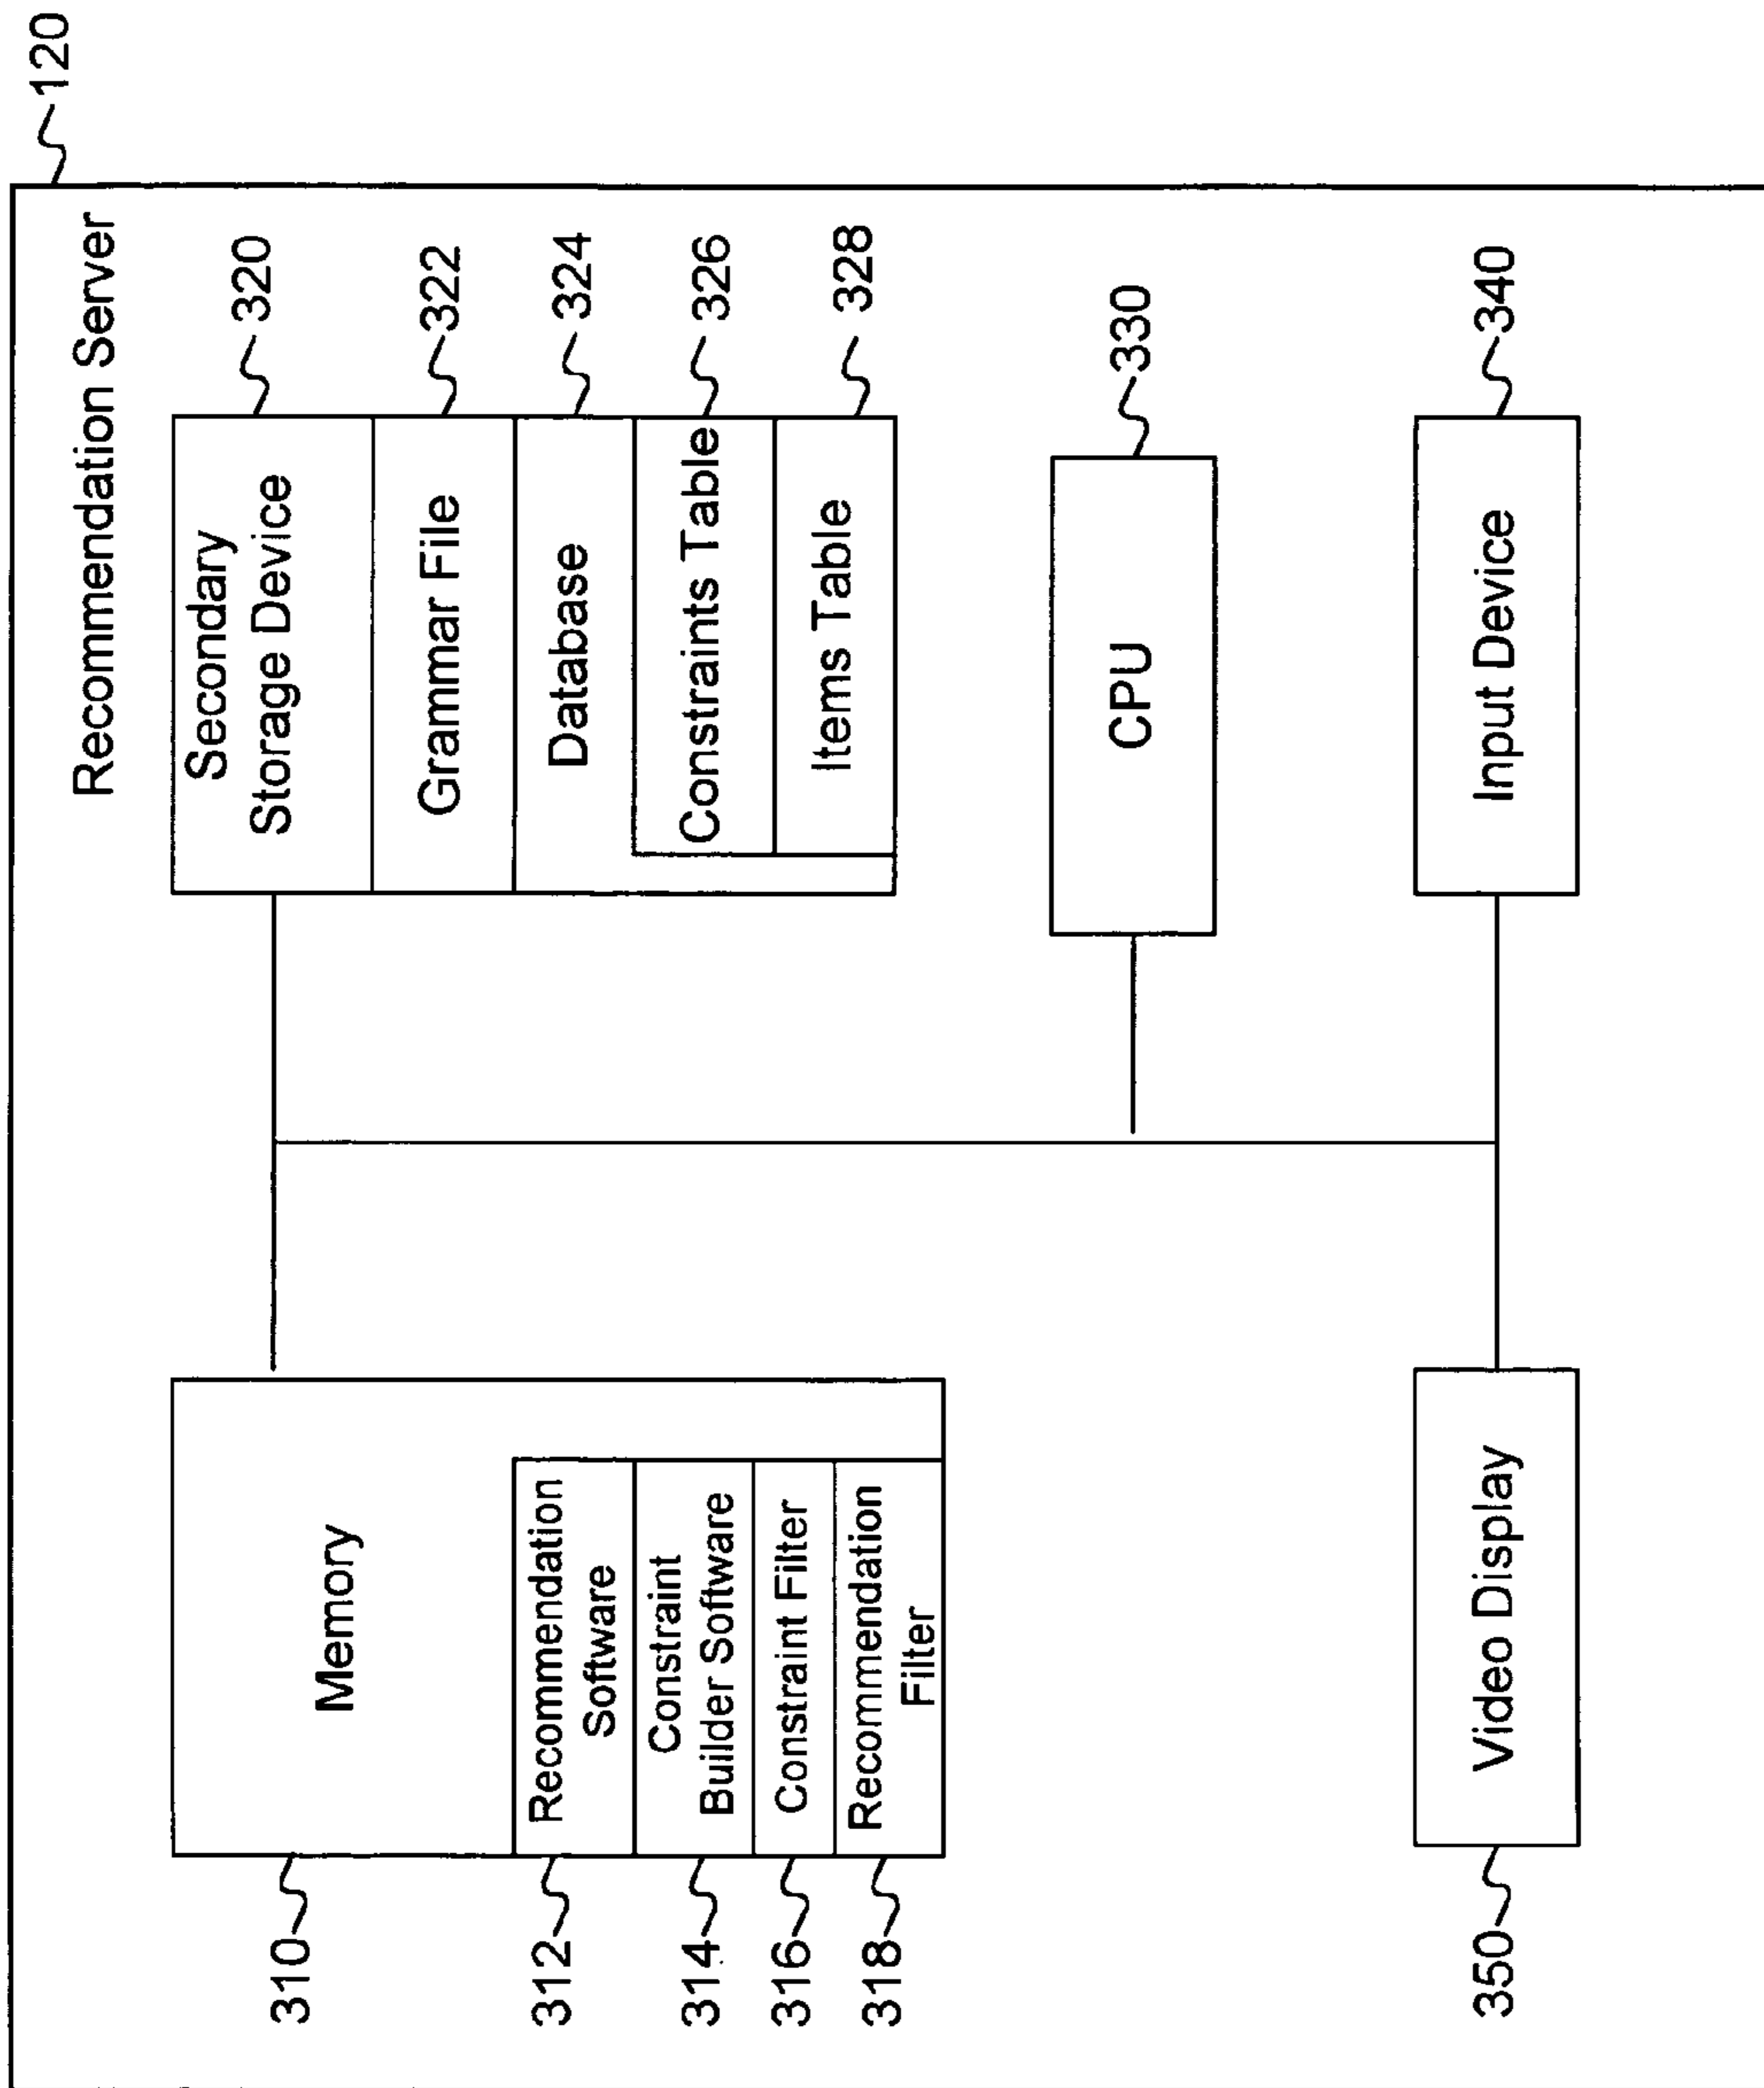 120
Recommendation Server
Memory
310
Recommendation
Software
312
Constraint
Builder Software
314
Constraint Filter
316
Recommendation
Filter
318
Secondary
Storage Device
320
Grammar File
322
Database
324
Constraints Table
326
Items Table
328
CPU
330
Video Display
350
Input Device
340